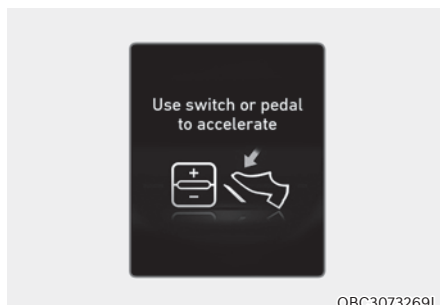 Use switch or pedal
to accelerate
+
−
OBC3073269L